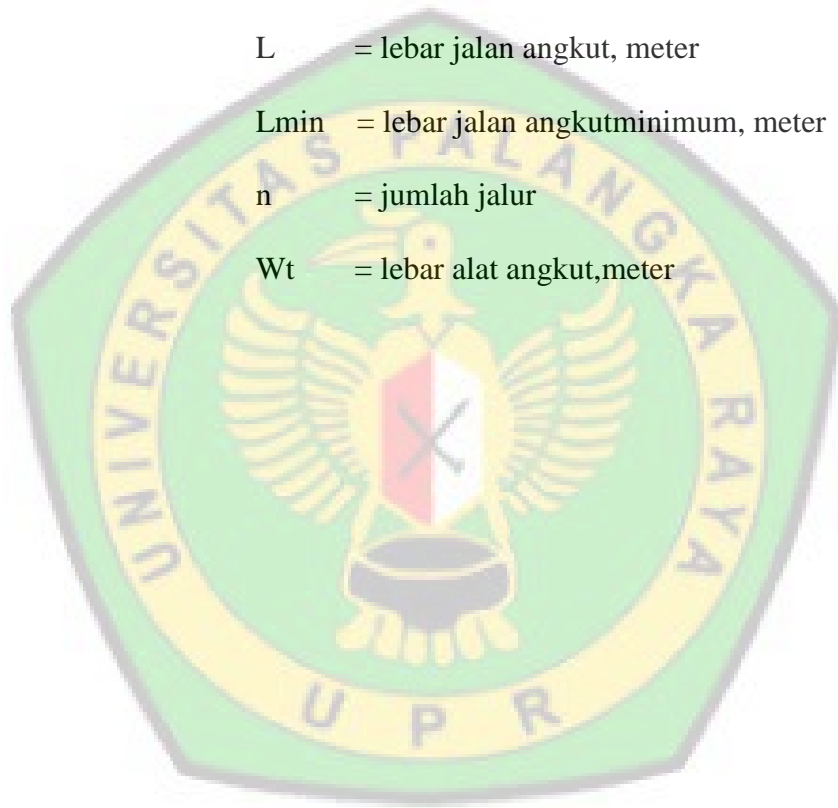 L = lebar jalan angkut, meter
Lmin = lebar jalan angkutminimum, meter
n = jumlah jalur
Wt = lebar alat angkut,meter
UNIVERSITAS PALANGKA RAYA
UPR